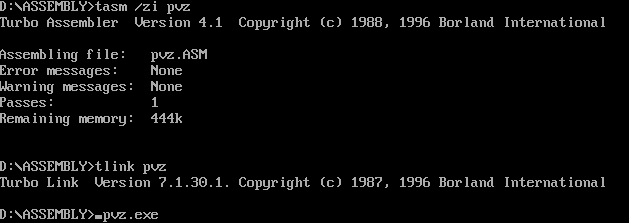 D:\ASSEMBLY>tasm /zi pvz
Turbo Assembler  Version 4.1  Copyright (c) 1988, 1996 Borland International
Assembling file:   pvz.ASM
Error messages:    None
Warning messages:  None
Passes:            1
Remaining memory:  444k
D:\ASSEMBLY>tlink pvz
Turbo Link  Version 7.1.30.1. Copyright (c) 1987, 1996 Borland International
D:\ASSEMBLY>pvz.exe